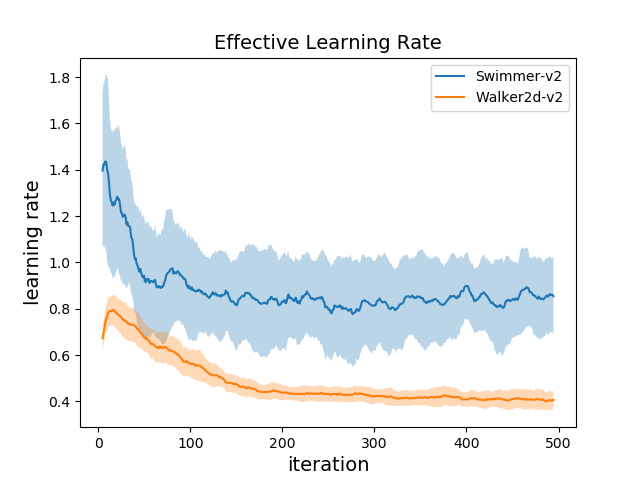 Effective Learning Rate
Swimmer-v2
Walker2d-v2
learning rate
1.8
1.6
1.4
1.2
1.0
0.8
0.6
0.4
0
100
200
300
400
500
iteration